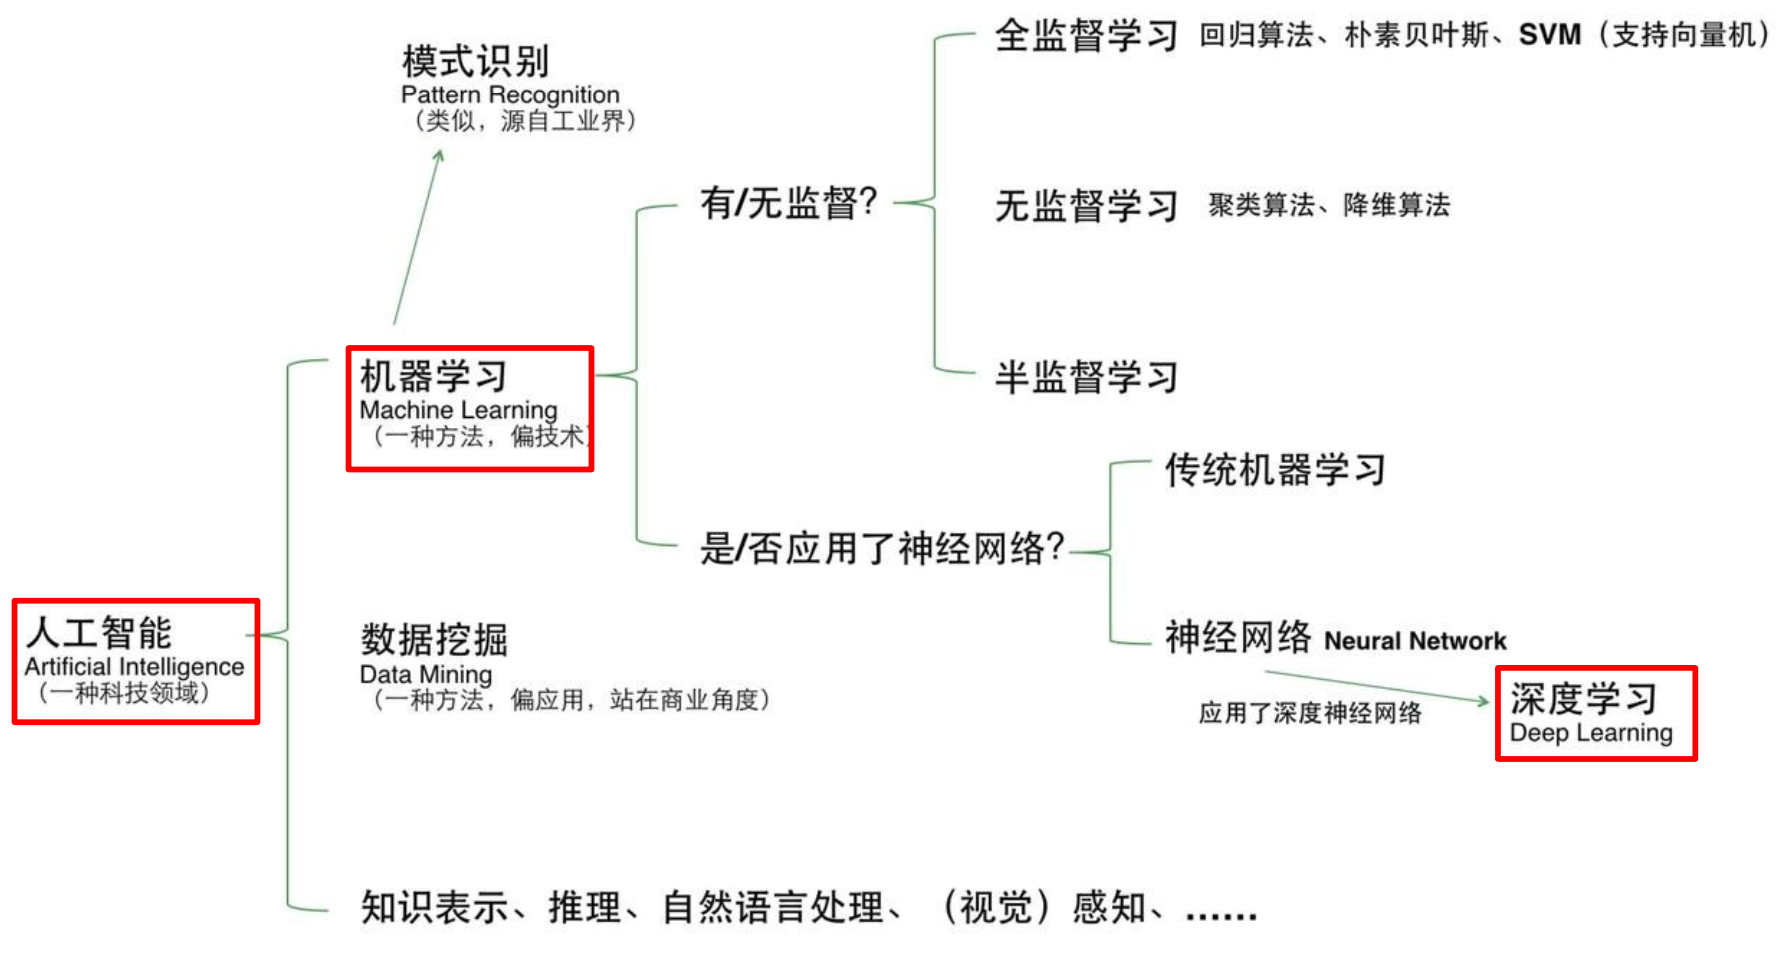 模式识别
Pattern Recognition
（类似，源自工业界）
全监督学习 回归算法、朴素贝叶斯、SVM（支持向量机）
有/无监督?
无监督学习 聚类算法、降维算法
半监督学习
机器学习
Machine Learning
（一种方法，偏技术）
传统机器学习
是/否应用了神经网络?
神经网络 Neural Network
应用了深度神经网络
深度学习
Deep Learning
人工智能
Artificial Intelligence
（一种科技领域）
数据挖掘
Data Mining
（一种方法，偏应用，站在商业角度）
知识表示、推理、自然语言处理、（视觉）感知、......